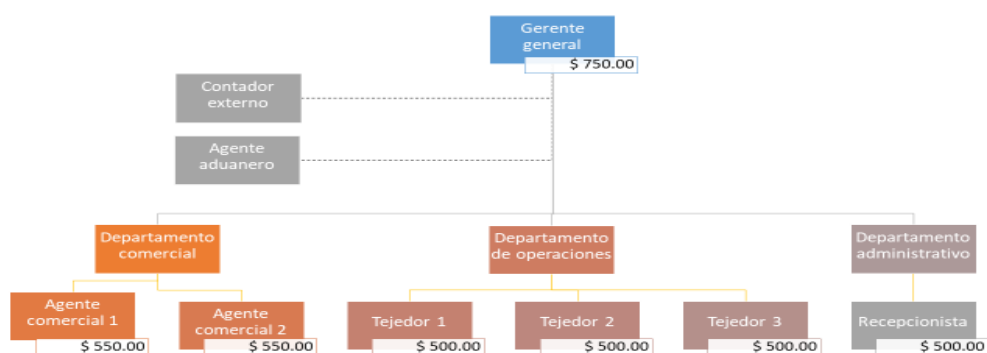 Gerente
general
$ 750.00
Contador
externo
Agente
aduanero
Departamento
comercial
Departamento
de operaciones
Departamento
administrativo
Agente
comercial 1
$ 550.00
Agente
comercial 2
$ 550.00
Tejedor 1
$ 500.00
Tejedor 2
$ 500.00
Tejedor 3
$ 500.00
Recepcionista
$ 500.00